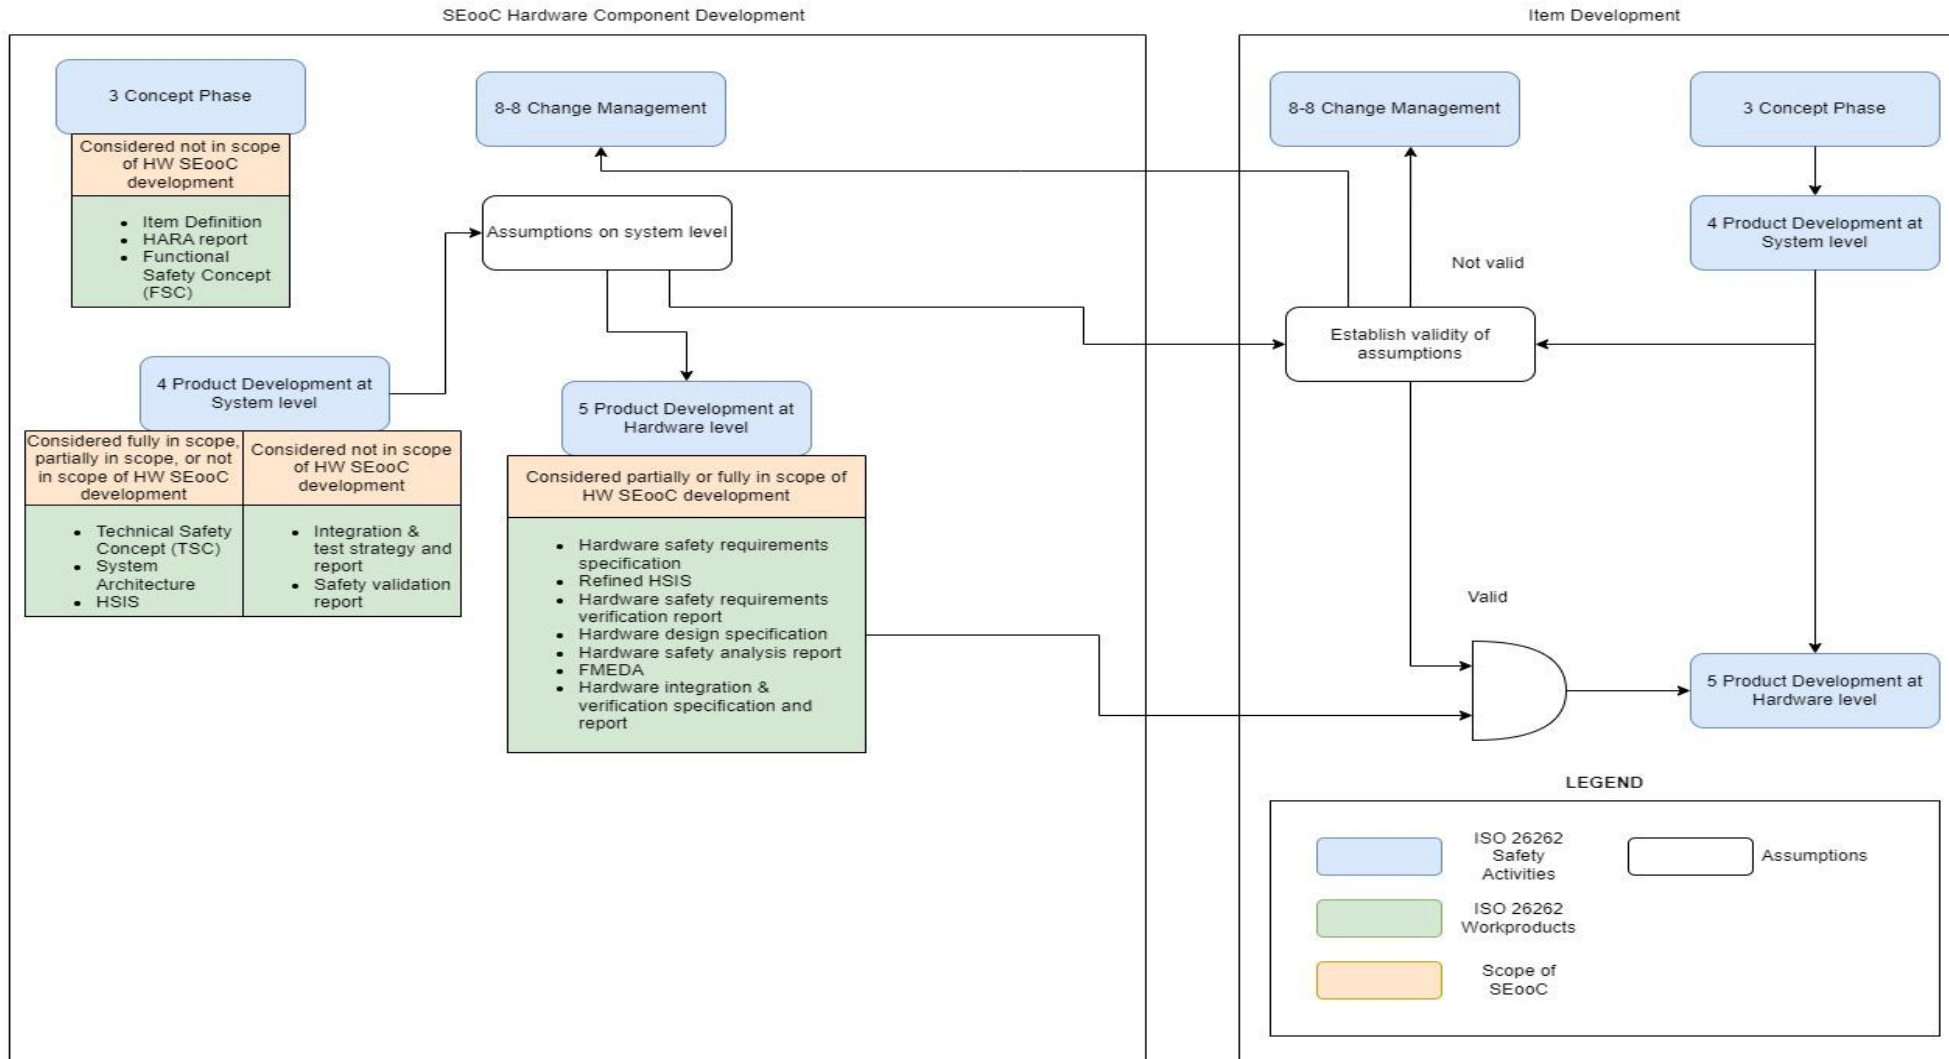 SEooC Hardware Component Development
Item Development
3 Concept Phase
Considered not in scope
of HW SEooC
development
• Item Definition
• HARA report
• Functional
Safety Concept
(FSC)
8-8 Change Management
Assumptions on system level
4 Product Development at
System level
Considered fully in scope,
partially in scope, or not
in scope of HW SEooC
development
• Technical Safety
Concept (TSC)
• System
Architecture
• HSIS
Considered not in scope
of HW SEooC
development
• Integration &
test strategy and
report
• Safety validation
report
5 Product Development at
Hardware level
Considered partially or fully in scope of
HW SEooC development
• Hardware safety requirements
specification
• Refined HSIS
• Hardware safety requirements
verification report
• Hardware design specification
• Hardware safety analysis report
• FMEDA
• Hardware integration &
verification specification and
report
8-8 Change Management
3 Concept Phase
4 Product Development at
System level
Not valid
Establish validity of
assumptions
Valid
5 Product Development at
Hardware level
LEGEND
ISO 26262
Safety
Activities
Assumptions
ISO 26262
Workproducts
Scope of
SEooC